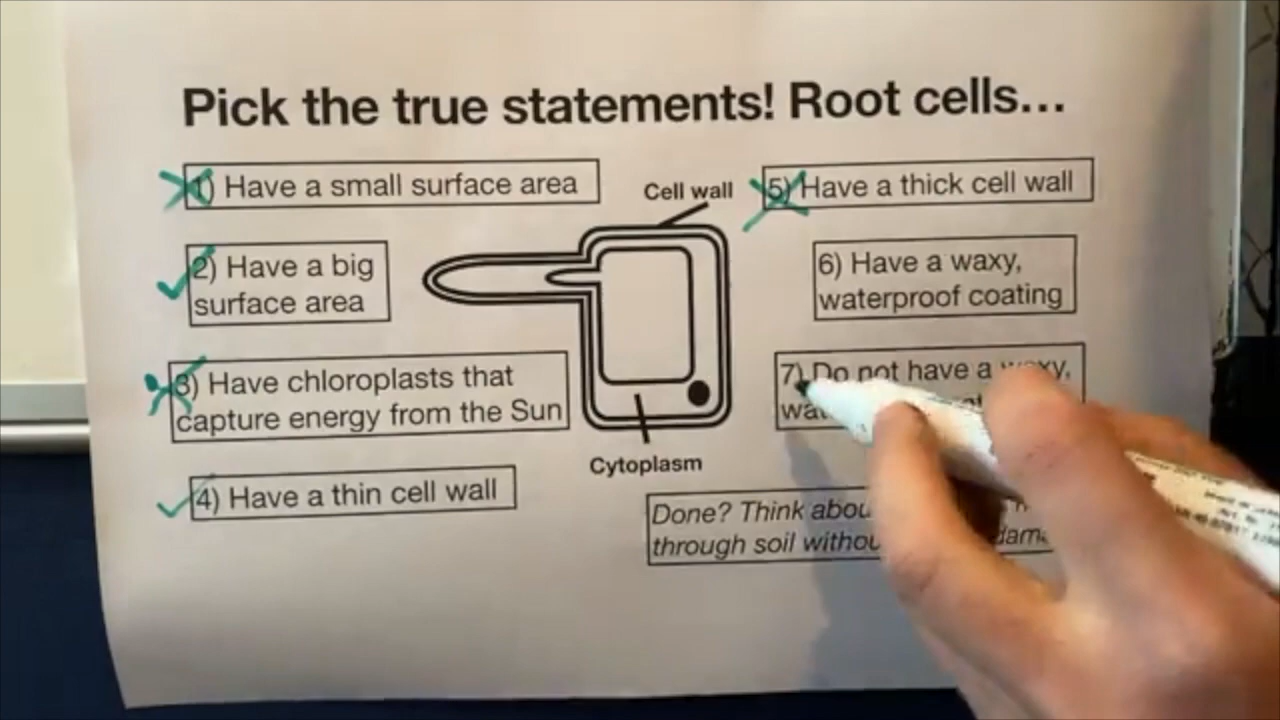 Pick the true statements! Root cells...
1) Have a small surface area
2) Have a big
surface area
3) Have chloroplasts that
capture energy from the Sun
4) Have a thin cell wall
Cell wall
Cytoplasm
5) Have a thick cell wall
6) Have a waxy,
waterproof coating
7) Do not have a waxy,
Done? Think
through soil